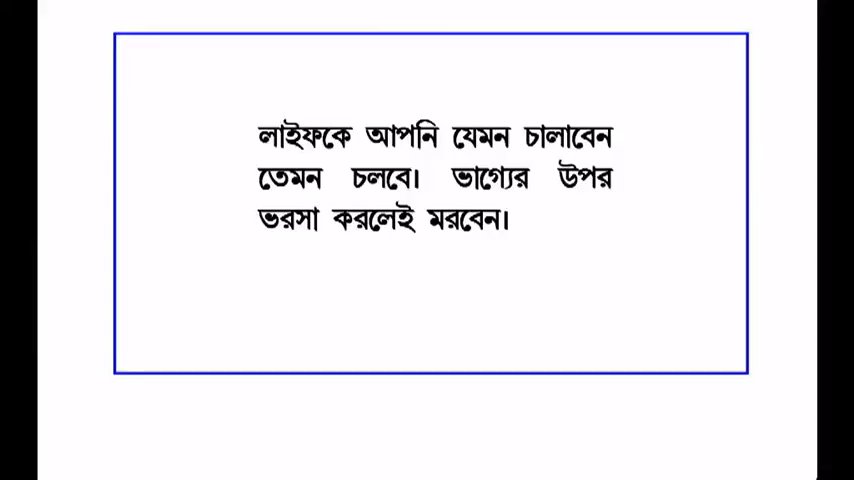 লাইফকে আপনি যেমন চালাবেন
তেমন চলবে। ভাগ্যের উপর
ভরসা করলেই মরবেন।